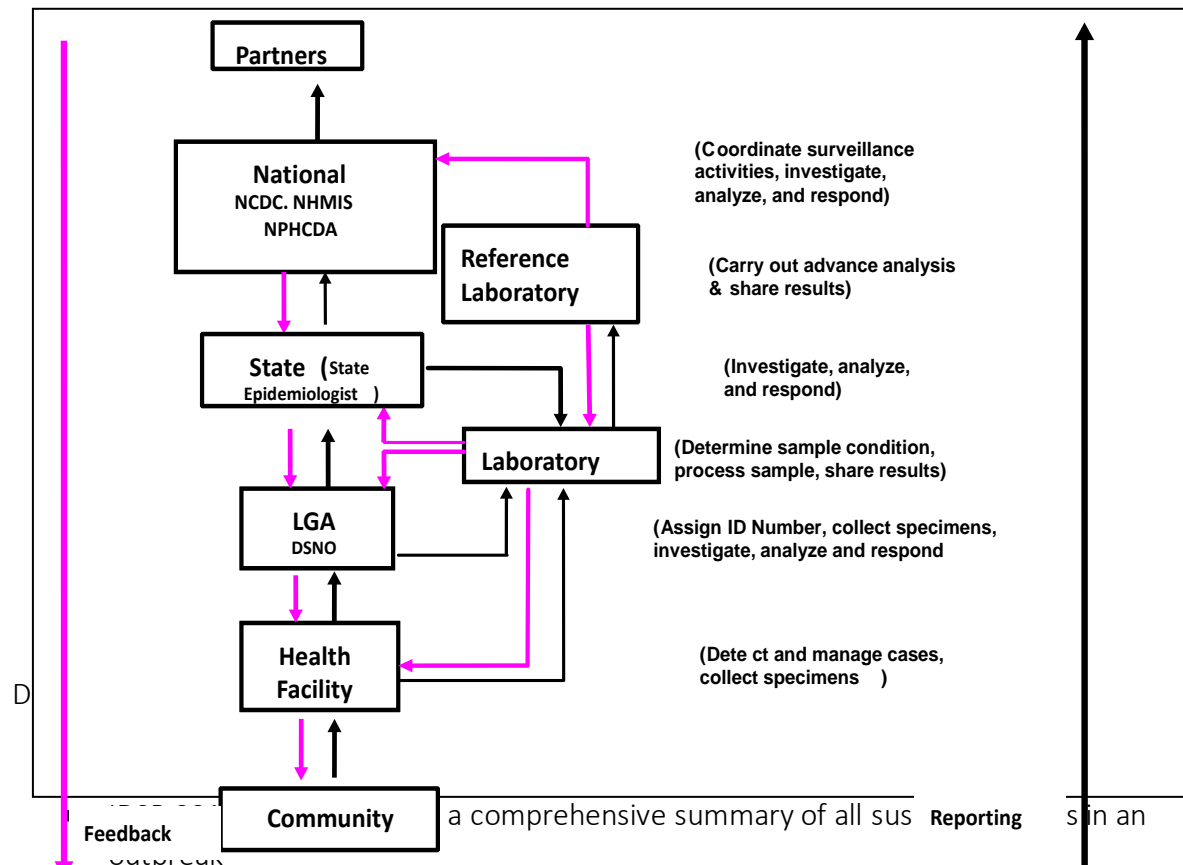 Partners
National
NCDC. NHMIS
NPHCDA
(Coordinate surveillance
activities, investigate,
analyze, and respond)
Reference
Laboratory
(Carry out advance analysis
& share results)
State (State
Epidemiologist )
(Investigate, analyze,
and respond)
Laboratory
(Determine sample condition,
process sample, share results)
LGA
DSNO
(Assign ID Number, collect specimens,
investigate, analyze and respond
Health
Facility
(Dete ct and manage cases,
collect specimens )
D
Community
a comprehensive summary of all sus
s in an
Feedback
Reporting